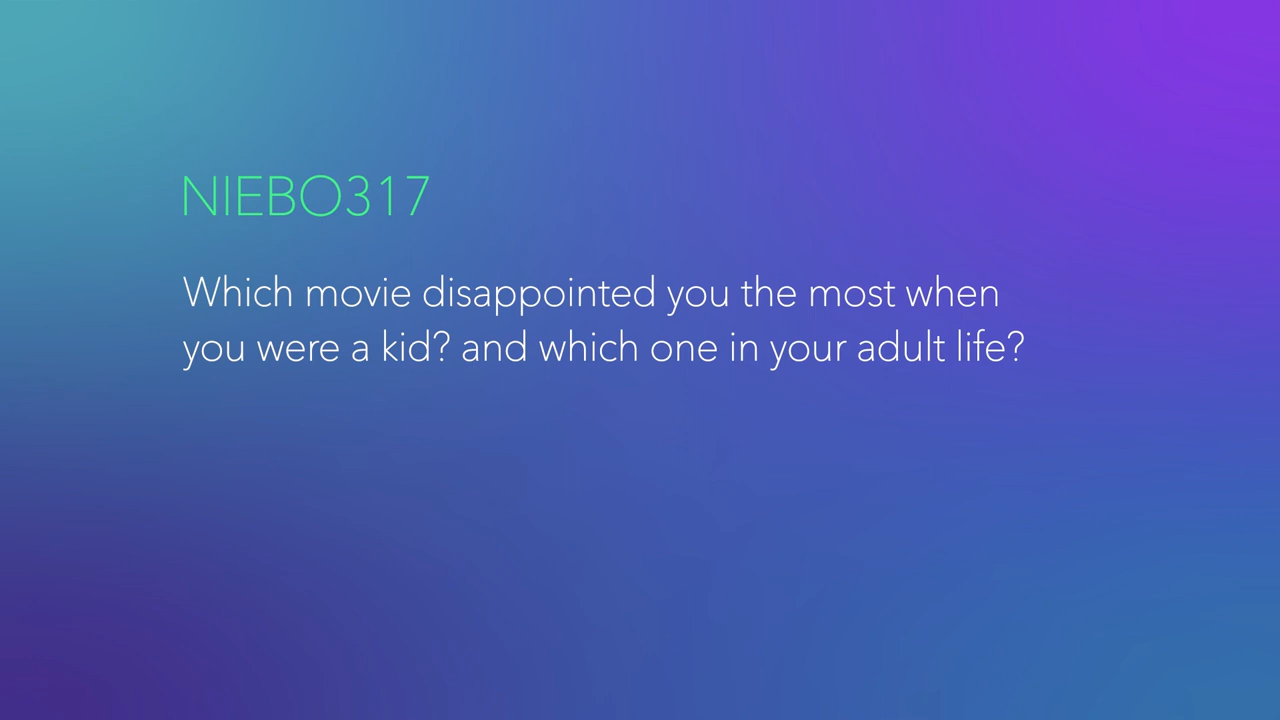 NIEBO317
Which movie disappointed you the most when
you were a kid? and which one in your adult life?